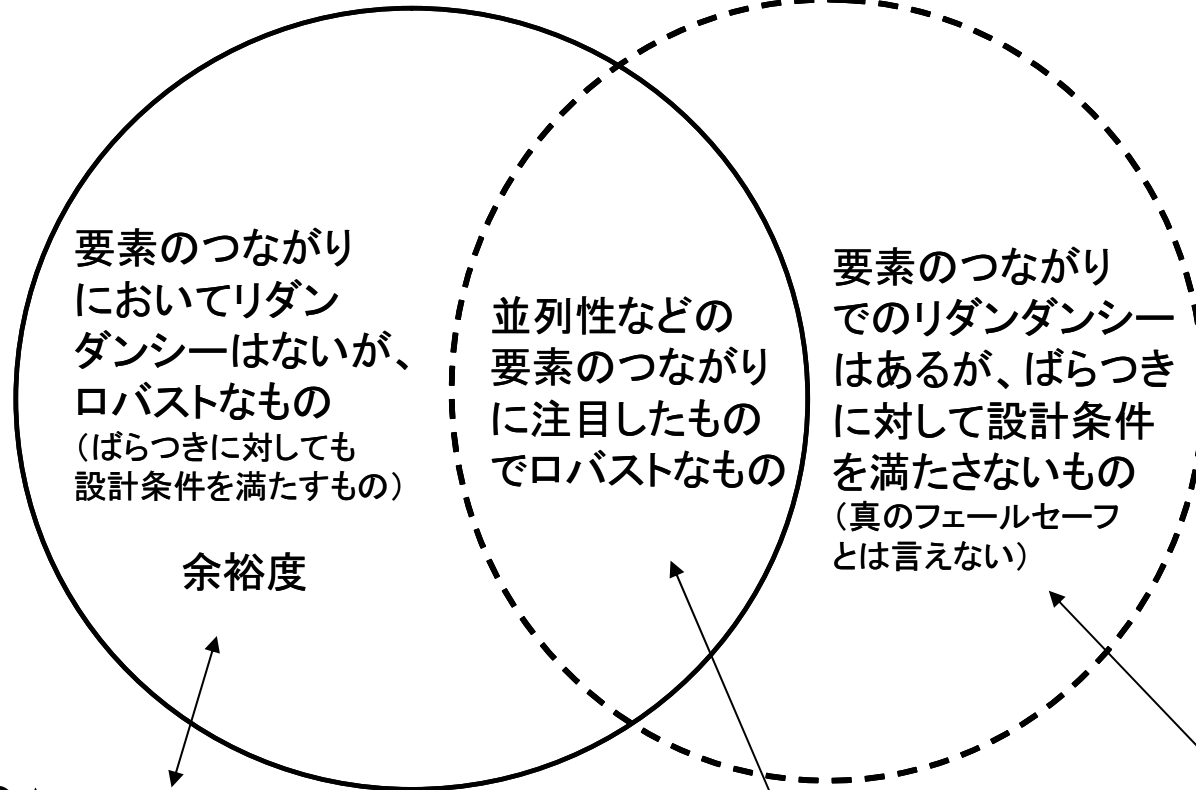 要素のつながり
においてリダン
ダンシーはないが、
ロバストなもの
（ばらつきに対しても
設計条件を満たすもの）
余裕度
並列性などの
要素のつながり
に注目したもの
でロバストなもの
要素のつながり
でのリダンダンシー
はあるが、ばらつき
に対して設計条件
を満たさないもの
（真のフェールセーフ
とは言えない）